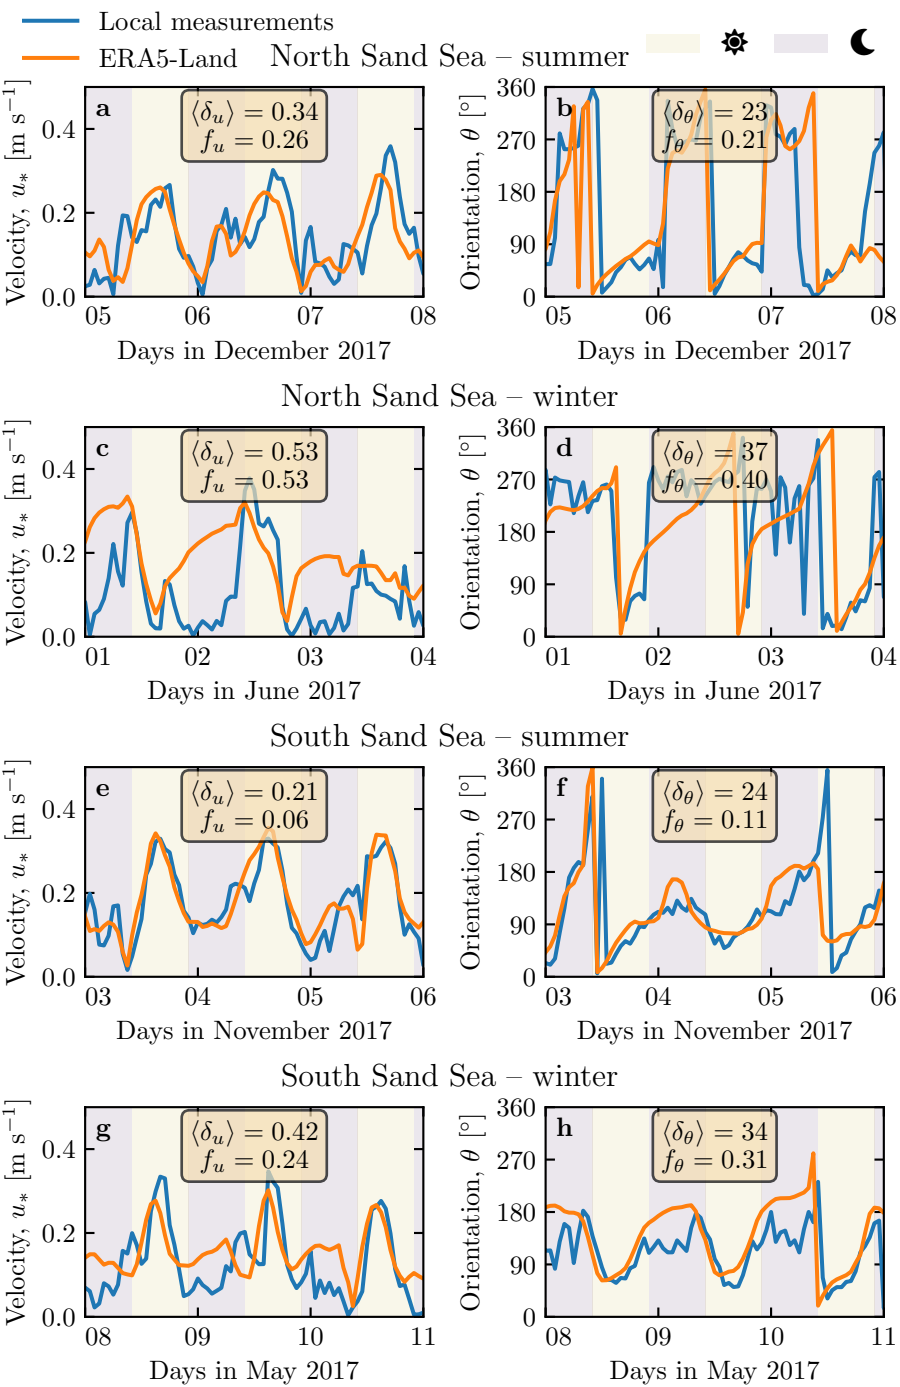 Local measurements
ERA5-Land
North Sand Sea – summer
a
⟨δu⟩ = 0.34
fu = 0.26
Velocity, u* [m s−1]
0.4
0.2
0.0
05 06 07 08
Days in December 2017
b
⟨δθ⟩ = 23
fθ = 0.21
Orientation, θ [°]
360
270
180
90
0
05 06 07 08
Days in December 2017
North Sand Sea – winter
c
⟨δu⟩ = 0.53
fu = 0.53
Velocity, u* [m s−1]
0.4
0.2
0.0
01 02 03 04
Days in June 2017
d
⟨δθ⟩ = 37
fθ = 0.40
Orientation, θ [°]
360
270
180
90
0
01 02 03 04
Days in June 2017
South Sand Sea – summer
e
⟨δu⟩ = 0.21
fu = 0.06
Velocity, u* [m s−1]
0.4
0.2
0.0
03 04 05 06
Days in November 2017
f
⟨δθ⟩ = 24
fθ = 0.11
Orientation, θ [°]
360
270
180
90
0
03 04 05 06
Days in November 2017
South Sand Sea – winter
g
⟨δu⟩ = 0.42
fu = 0.24
Velocity, u* [m s−1]
0.4
0.2
0.0
08 09 10 11
Days in May 2017
h
⟨δθ⟩ = 34
fθ = 0.31
Orientation, θ [°]
360
270
180
90
0
08 09 10 11
Days in May 2017